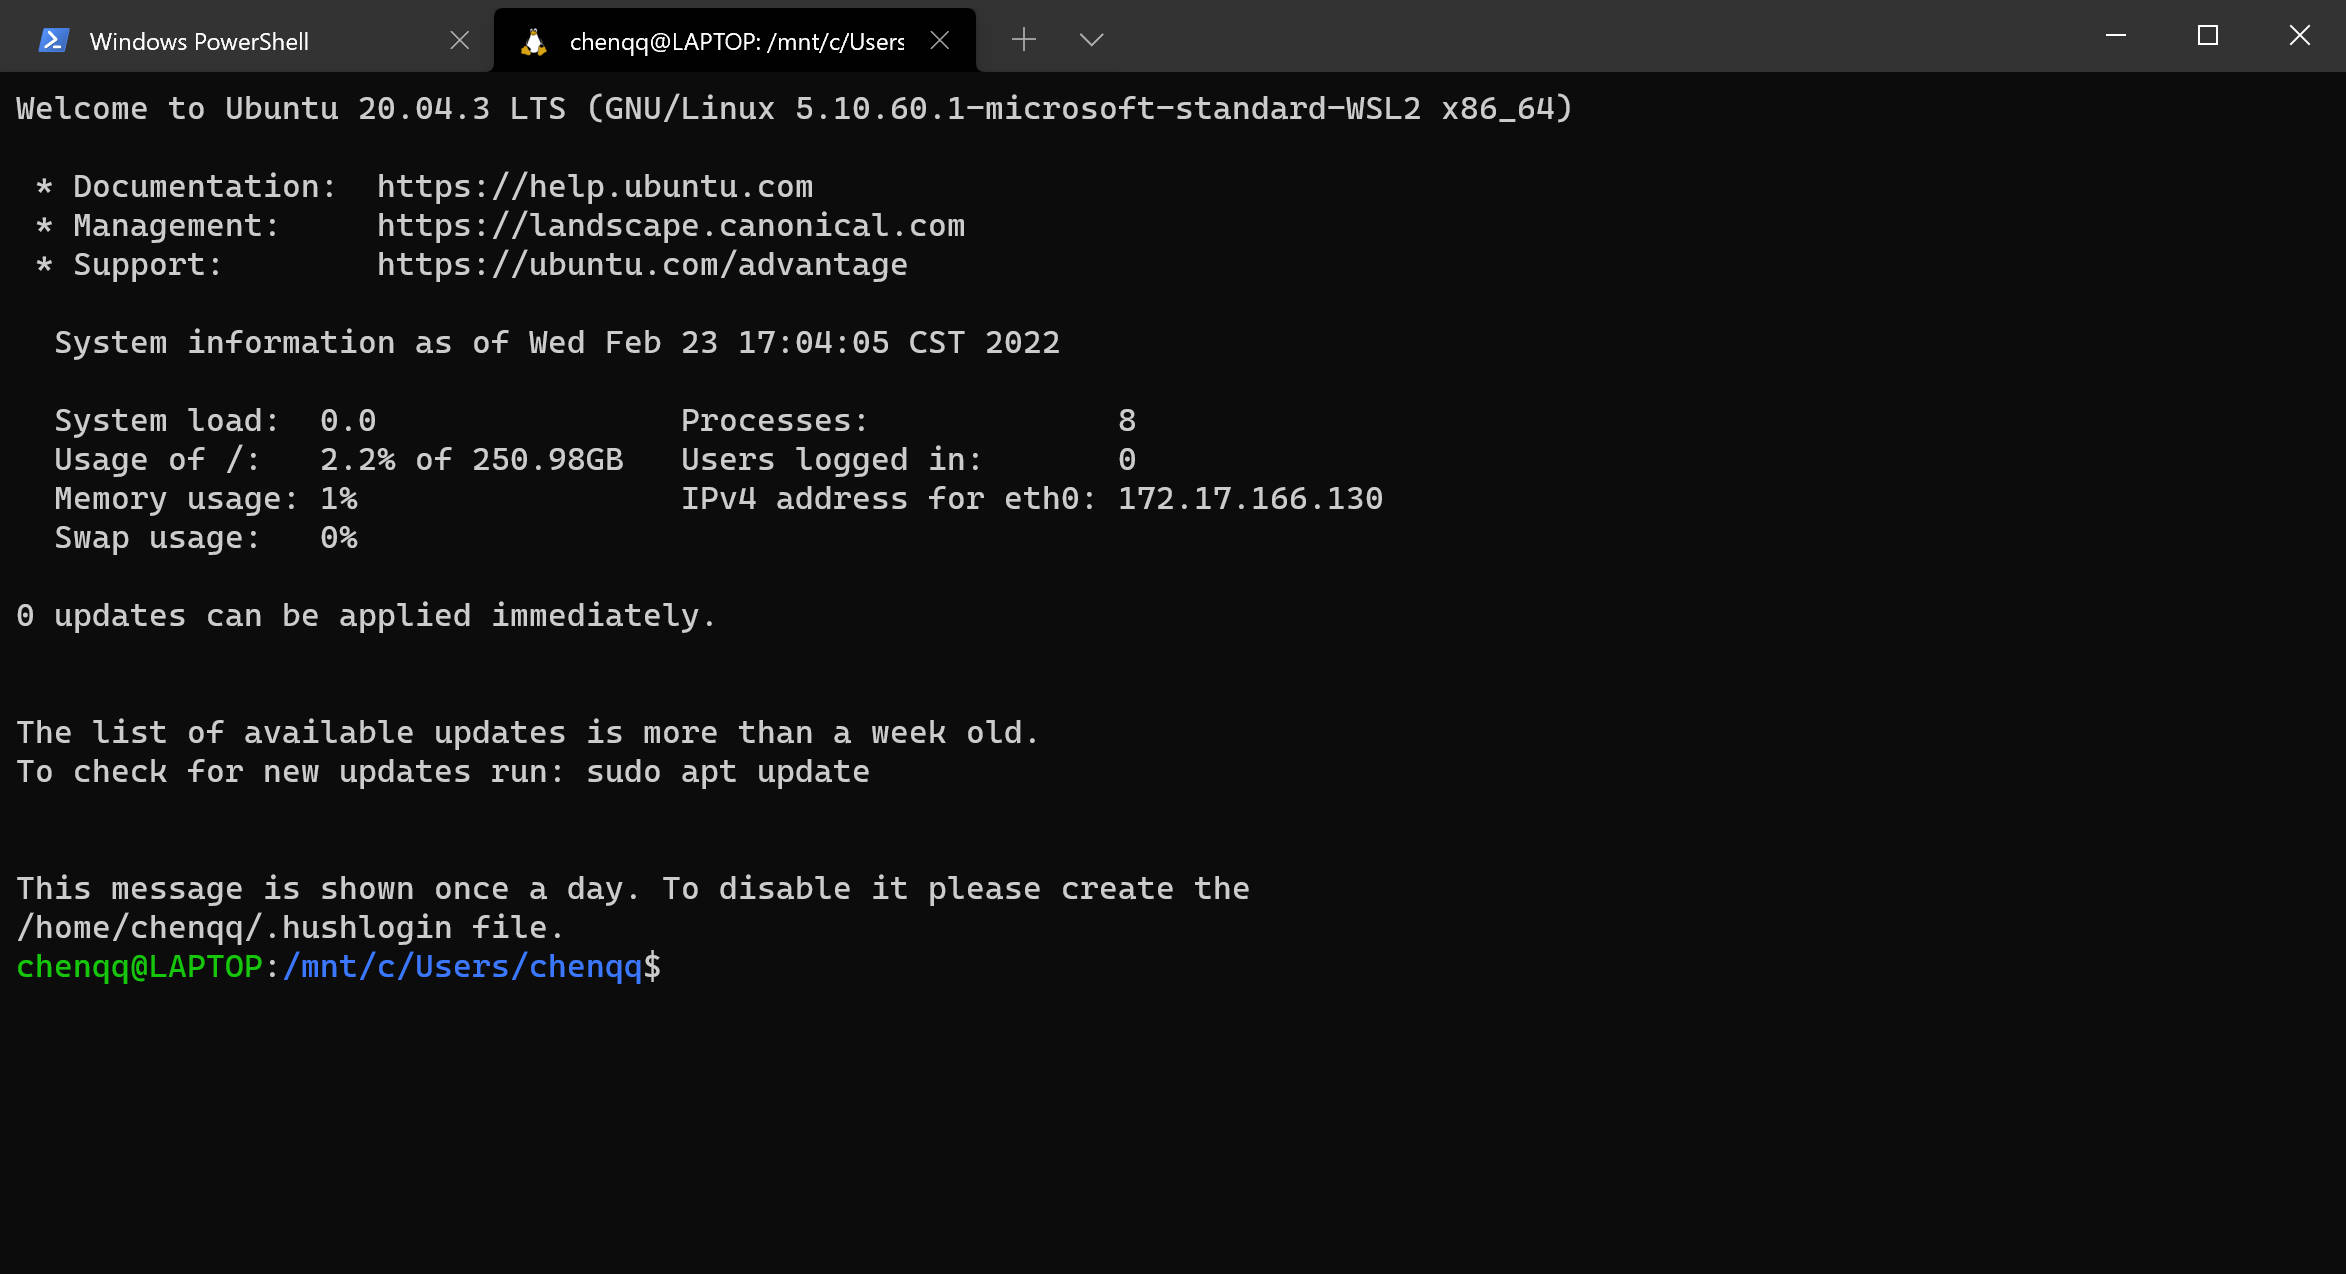 Windows PowerShell
chenqq@LAPTOP: /mnt/c/Users
Welcome to Ubuntu 20.04.3 LTS (GNU/Linux 5.10.60.1-microsoft-standard-WSL2 x86_64)
* Documentation:  https://help.ubuntu.com
* Management:     https://landscape.canonical.com
* Support:        https://ubuntu.com/advantage
System information as of Wed Feb 23 17:04:05 CST 2022
System load:  0.0                Processes:             8
Usage of /:   2.2% of 250.98GB   Users logged in:       0
Memory usage: 1%                 IPv4 address for eth0: 172.17.166.130
Swap usage:   0%
0 updates can be applied immediately.
The list of available updates is more than a week old.
To check for new updates run: sudo apt update
This message is shown once a day. To disable it please create the
/home/chenqq/.hushlogin file.
chenqq@LAPTOP:/mnt/c/Users/chenqq$